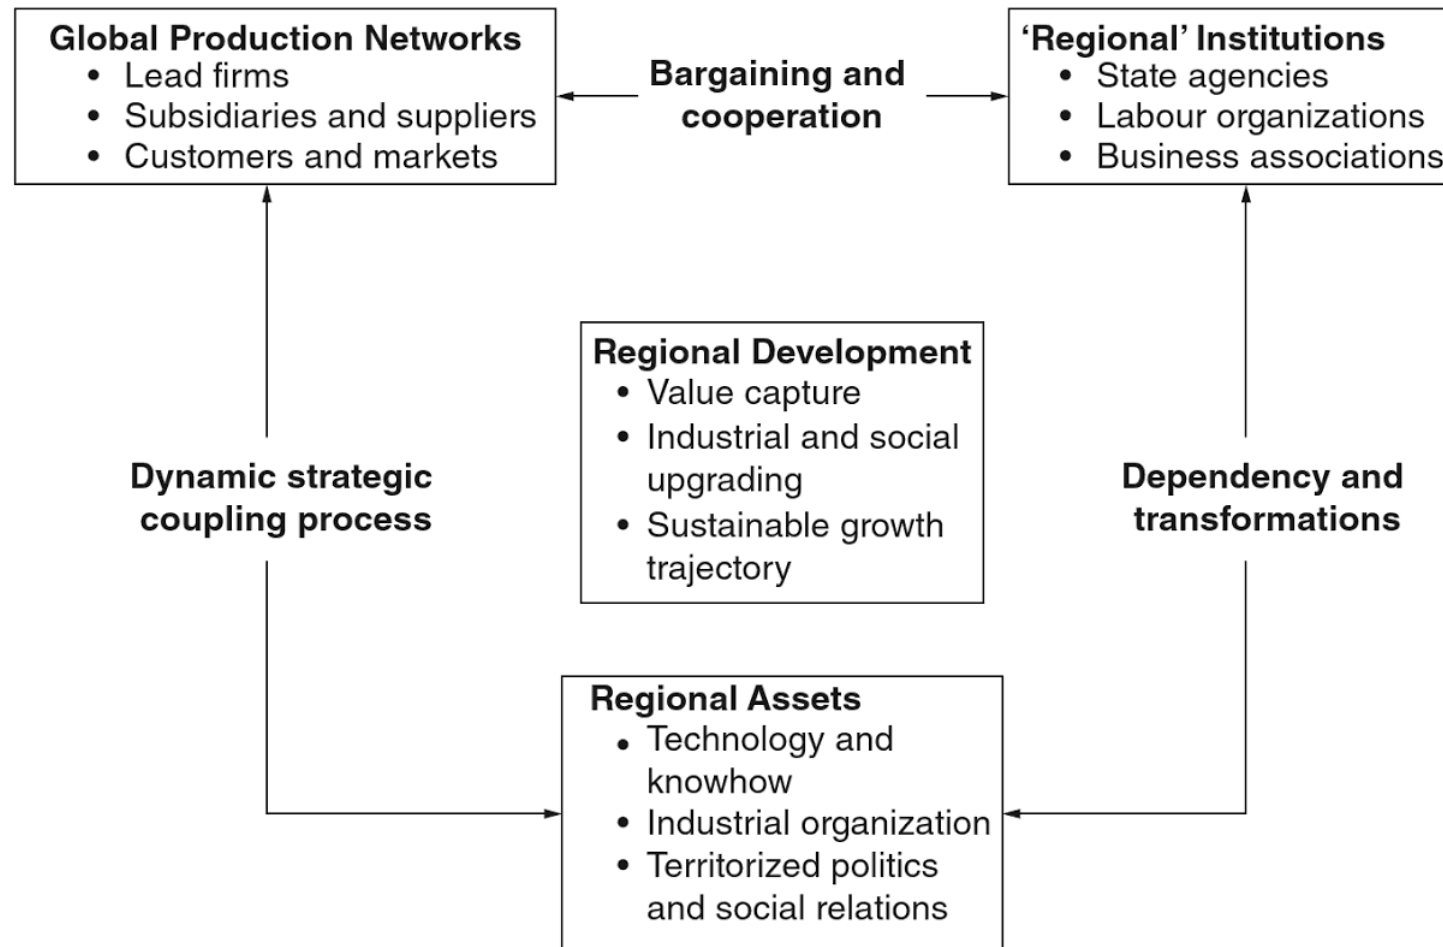 Global Production Networks
• Lead firms
• Subsidiaries and suppliers
• Customers and markets
Bargaining and
cooperation
‘Regional’ Institutions
• State agencies
• Labour organizations
• Business associations
Regional Development
• Value capture
• Industrial and social
upgrading
• Sustainable growth
trajectory
Dynamic strategic
coupling process
Dependency and
transformations
Regional Assets
• Technology and
knowhow
• Industrial organization
• Territorized politics
and social relations